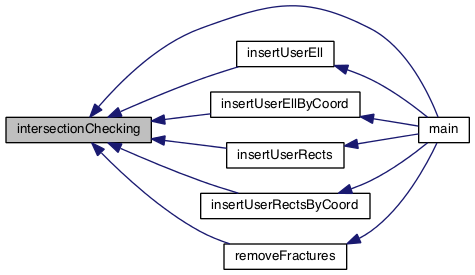 intersectionChecking
insertUserEll
insertUserEllByCoord
insertUserRects
insertUserRectsByCoord
removeFractures
main